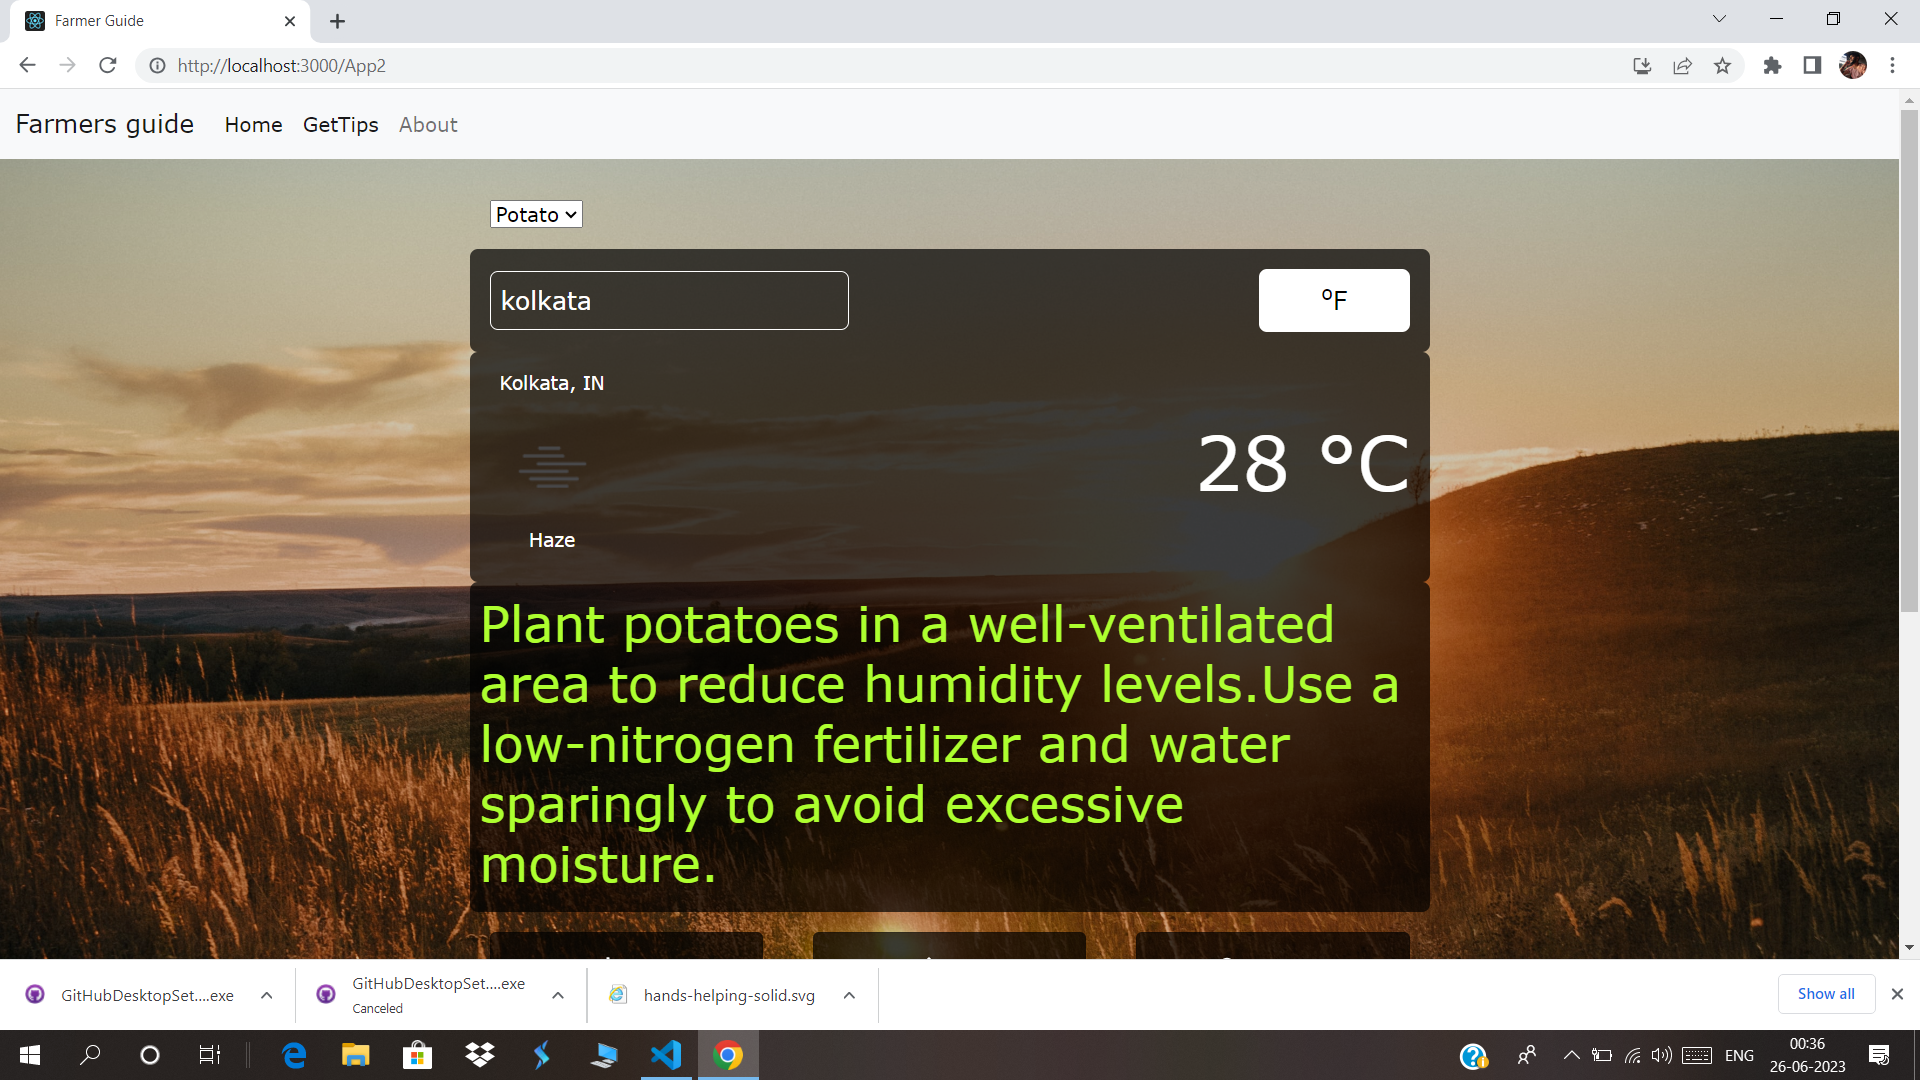 Farmer Guide
http://localhost:3000/App2
Farmers guide Home GetTips About
Potato
kolkata
°F
Kolkata, IN
28 °C
Haze
Plant potatoes in a well-ventilated
area to reduce humidity levels.Use a
low-nitrogen fertilizer and water
sparingly to avoid excessive
moisture.
GitHubDesktopSet....exe
GitHubDesktopSet....exe
Canceled
hands-helping-solid.svg
Show all
ENG
00:36
26-06-2023